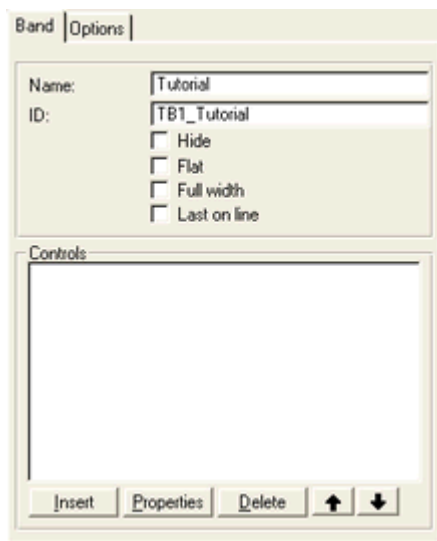 Band Options
Name: Tutorial
ID: TB1_Tutorial
Hide
Flat
Full width
Last on line
Controls
Insert Properties Delete